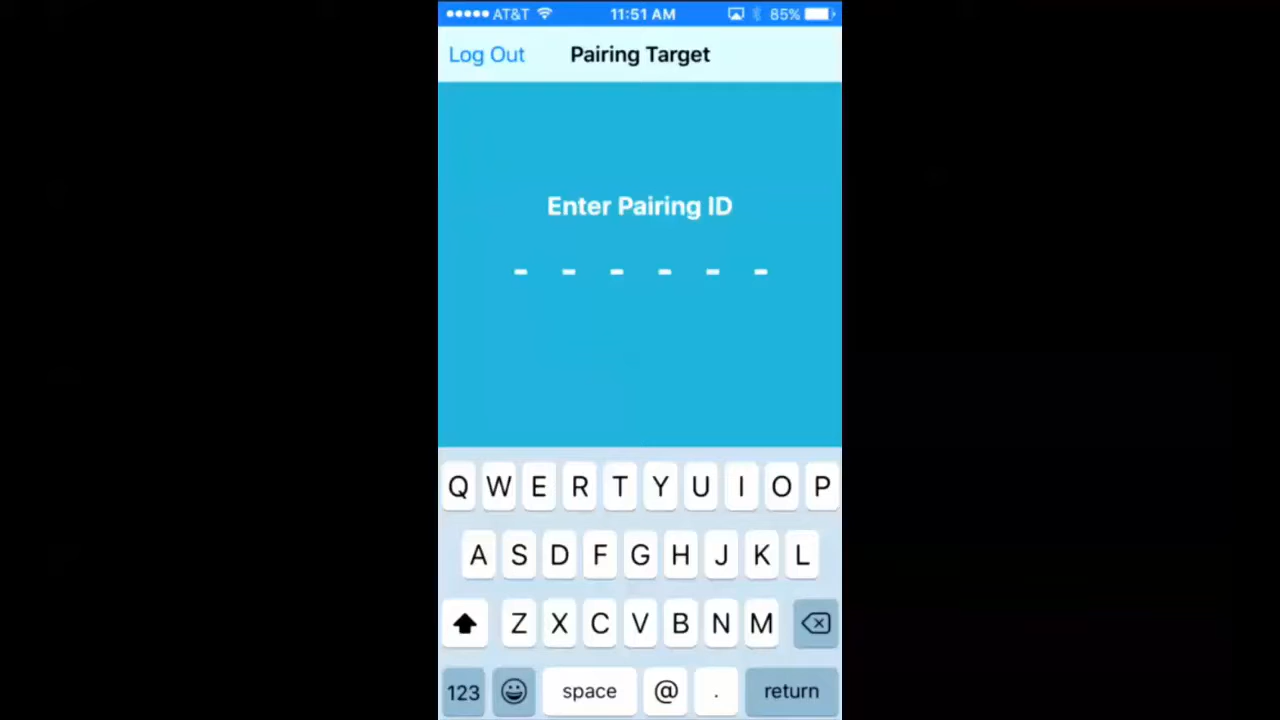 AT&T 11:51 AM 85%
Log Out Pairing Target
Enter Pairing ID
- - - - - -
Q W E R T Y U I O P
A S D F G H J K L
Z X C V B N M
123 space @ . return